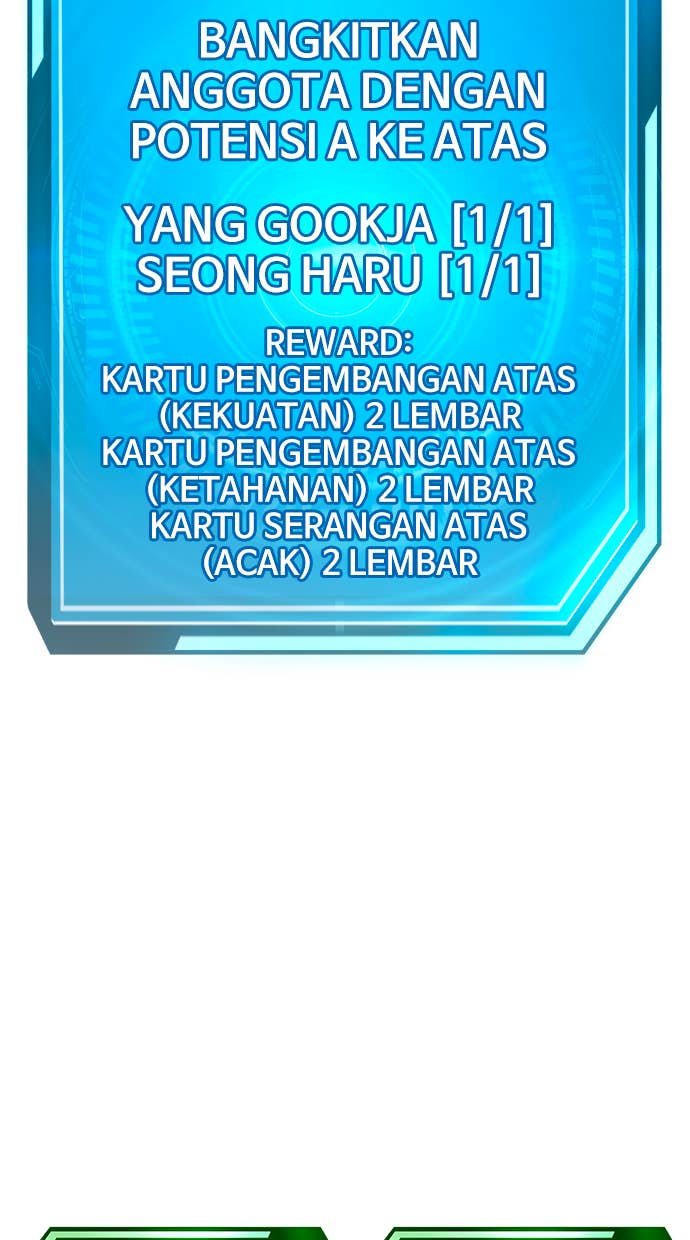 BANGKITKAN
ANGGOTA DENGAN
POTENSI A KE ATAS
YANG GOOKJA [1/1]
SEONG HARU [1/1]
REWARD:
KARTU PENGEMBANGAN ATAS
(KEKUATAN) 2 LEMBAR
KARTU PENGEMBANGAN ATAS
(KETAHANAN) 2 LEMBAR
KARTU SERANGAN ATAS
(ACAK) 2 LEMBAR